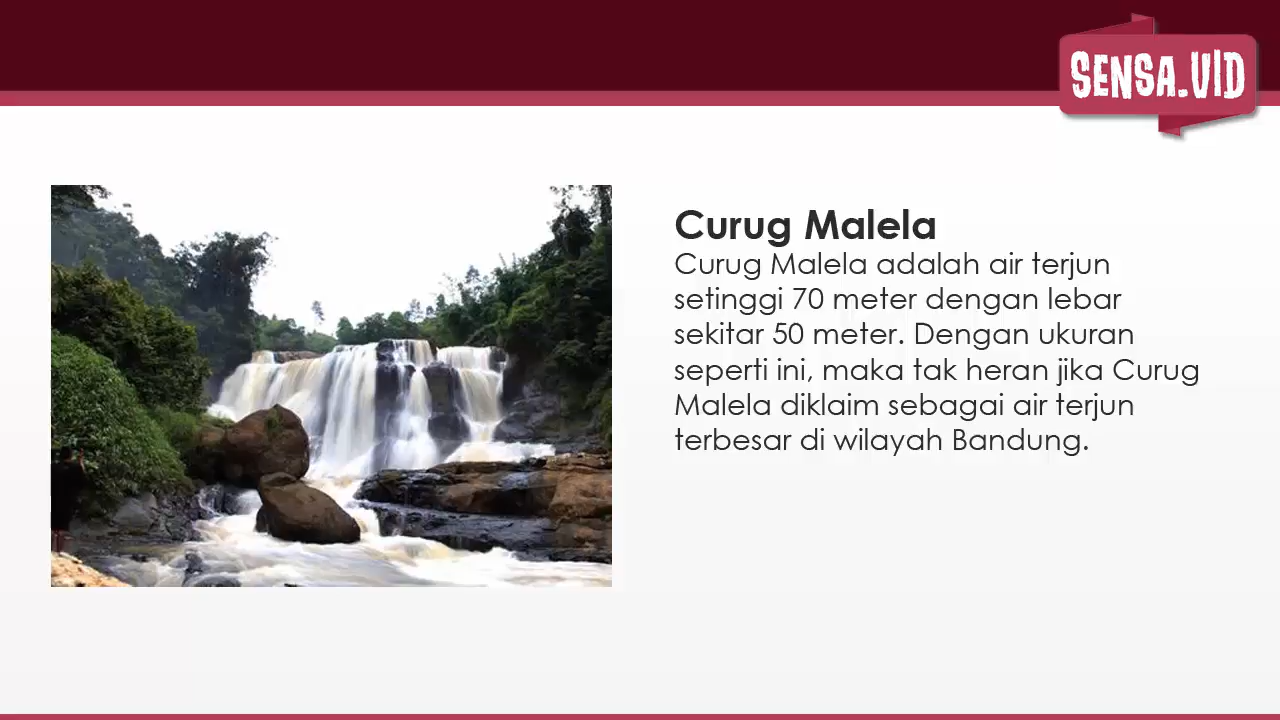 SENSA.VID
Curug Malela
Curug Malela adalah air terjun
setinggi 70 meter dengan lebar
sekitar 50 meter. Dengan ukuran
seperti ini, maka tak heran jika Curug
Malela diklaim sebagai air terjun
terbesar di wilayah Bandung.